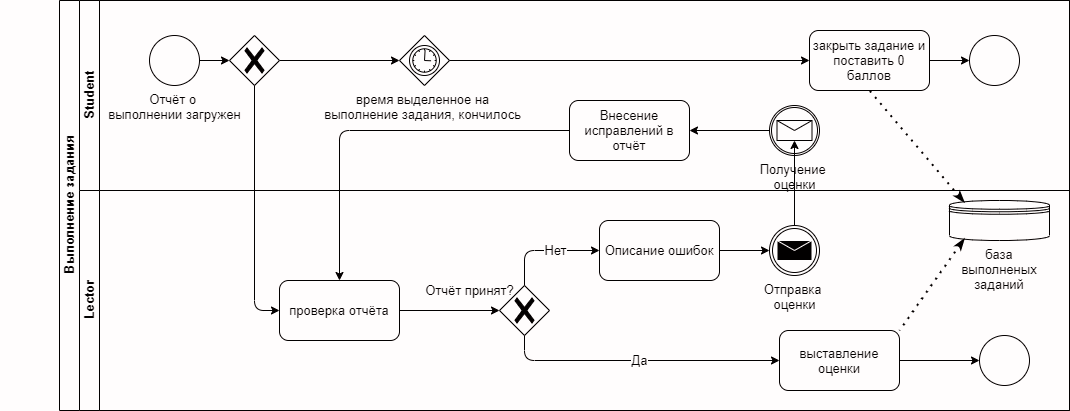 Выполнение задания
Student
Lector
Отчёт о
выполнении загружен
время выделенное на
выполнение задания, кончилось
закрыть задание и
поставить 0
баллов
Внесение
исправлений в
отчёт
Получение
оценки
проверка отчёта
Отчёт принят?
Нет
Описание ошибок
Отправка
оценки
база
выполненых
заданий
Да
выставление
оценки